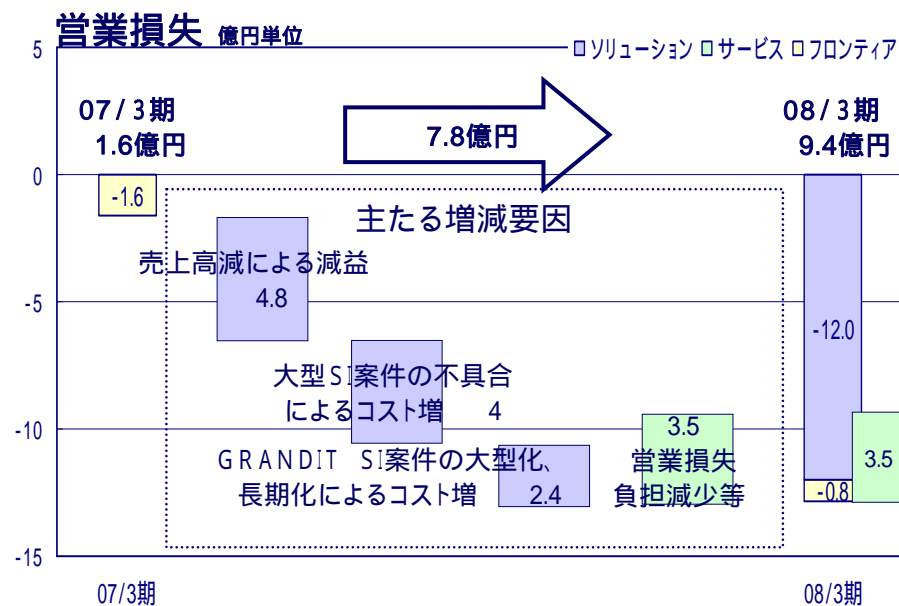 営業損失 億円単位
ソリューション サービス フロンティア
07/3期
1.6億円
7.8億円
08/3期
9.4億円
5
0
-5
-10
-15
-1.6
主たる増減要因
売上高減による減益
4.8
大型SI案件の不具合
によるコスト増 4
GRANDIT SI案件の大型化、
長期化によるコスト増 2.4
3.5
営業損失
負担減少等
-12.0
-0.8
3.5
07/3期
08/3期